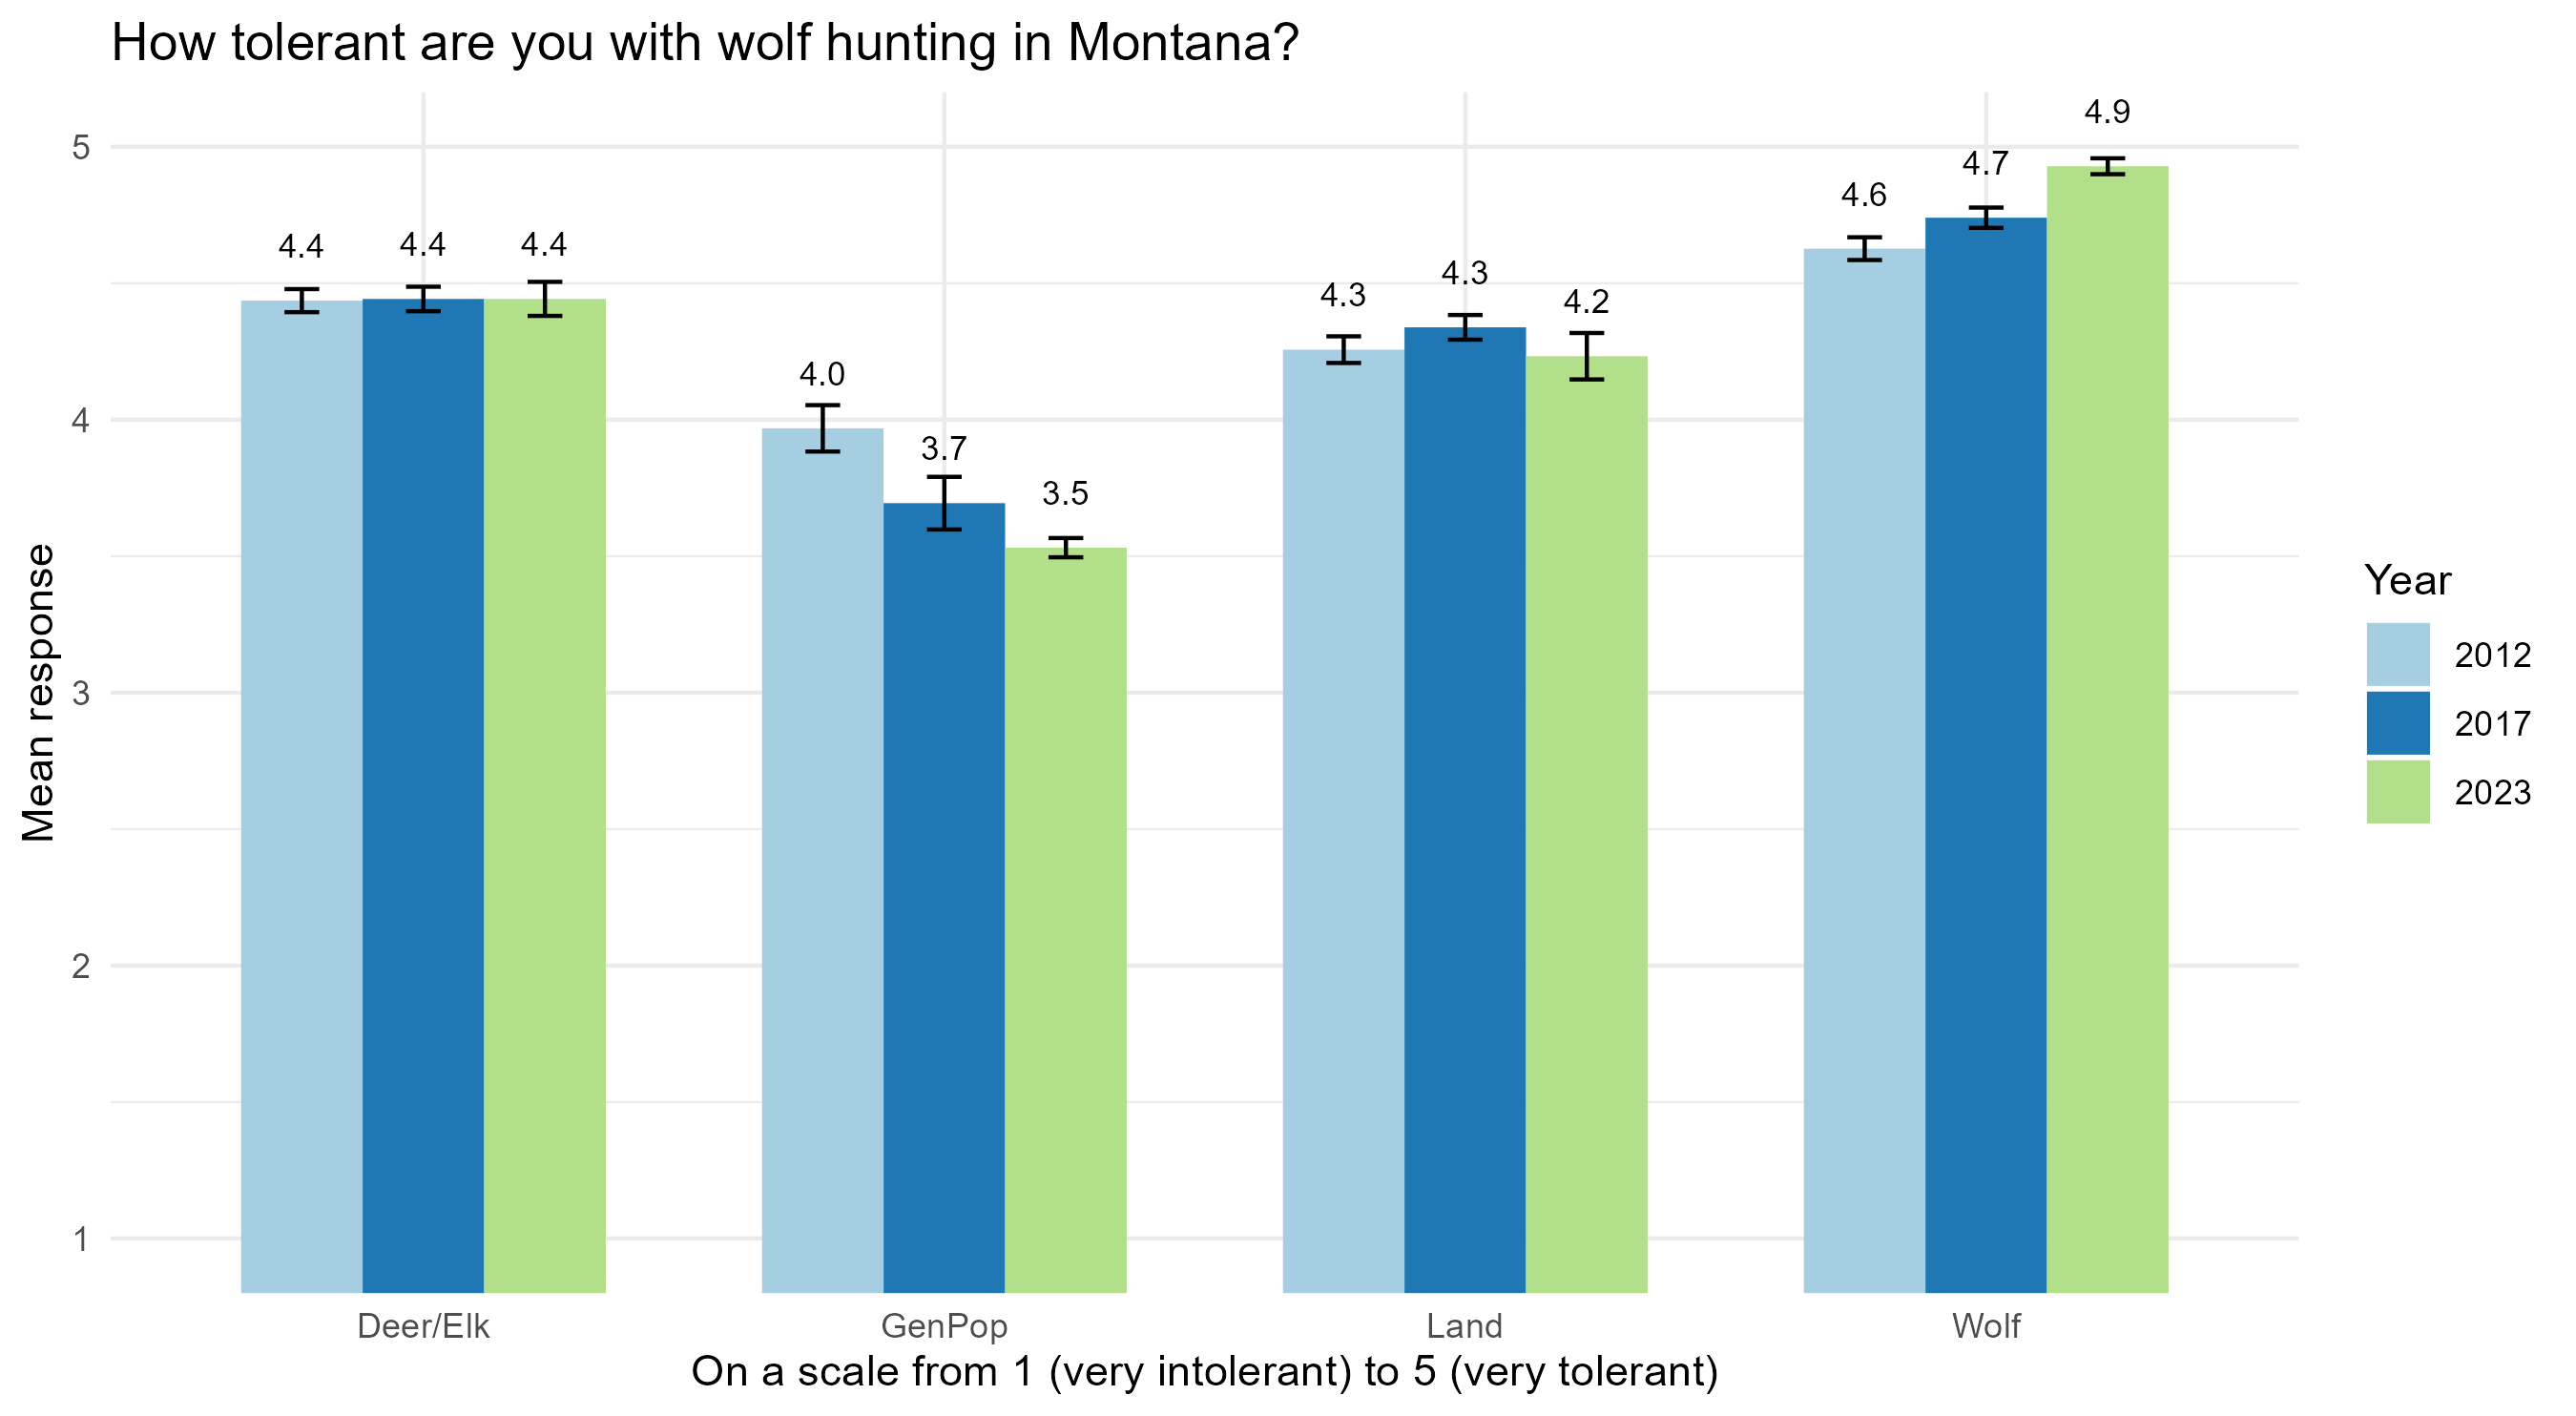 How tolerant are you with wolf hunting in Montana?
4.9
5
4.7
4.6
4.4 4.4 4.4
4.3 4.3 4.2
4.0
4
3.7
3.5
Mean response
3
2
1
Year
2012
2017
2023
Deer/Elk GenPop Land Wolf
On a scale from 1 (very intolerant) to 5 (very tolerant)